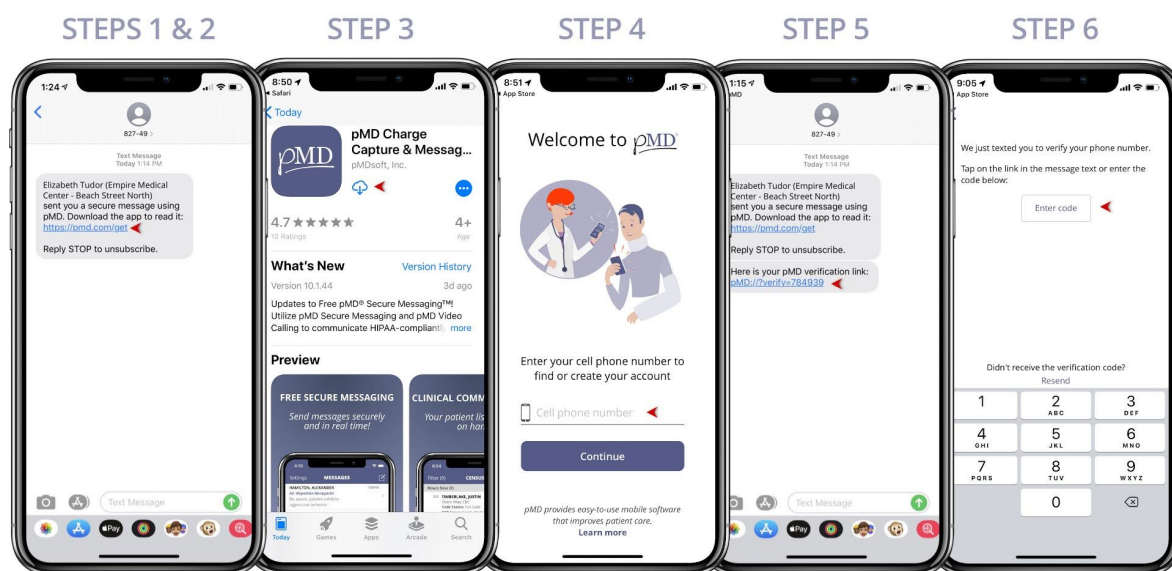 STEPS 1 & 2
1:24
827-49 >
Text Message
Today 1:14 PM
Elizabeth Tudor (Empire Medical
Center - Beach Street North)
sent you a secure message using
pMD. Download the app to read it:
https://pmd.com/get
Reply STOP to unsubscribe.
Text Message
Pay
STEP 3
8:50
Safari
Today
pMD
pMD Charge
Capture & Messag...
pMDsoft, Inc.
4.7 ★★★★★
4+
10 Ratings
Age
What's New
Version History
Version 10.1.44
3d ago
Updates to Free pMD® Secure Messaging™!
Utilize pMD Secure Messaging and pMD Video
Calling to communicate HIPAA-compliantly more
Preview
FREE SECURE MESSAGING
Send messages securely
and in real time!
Settings MESSAGES
HAMILTON, ALEXANDER
CLINICAL COMM
Your patient lis
on han
Filter (0) CENSUS
TIMBERLAKE, JUSTIN
Today
Games
Apps
Arcade
Search
STEP 4
8:51
App Store
Welcome to pMD®
Enter your cell phone number to
find or create your account
Cell phone number
Continue
pMD provides easy-to-use mobile software
that improves patient care.
Learn more
STEP 5
1:15
pMD
827-49 >
Text Message
Today 1:14 PM
Elizabeth Tudor (Empire Medical
Center - Beach Street North)
sent you a secure message using
pMD. Download the app to read it:
https://pmd.com/get
Reply STOP to unsubscribe.
Here is your pMD verification link:
pMD://?verify=784939
Text Message
Pay
STEP 6
9:05
App Store
We just texted you to verify your phone number.
Tap on the link in the message text or enter the
code below:
Enter code
Didn't receive the verification code?
Resend
1 2 3
ABC DEF
4 5 6
GHI JKL MNO
7 8 9
PQRS TUV WXYZ
0